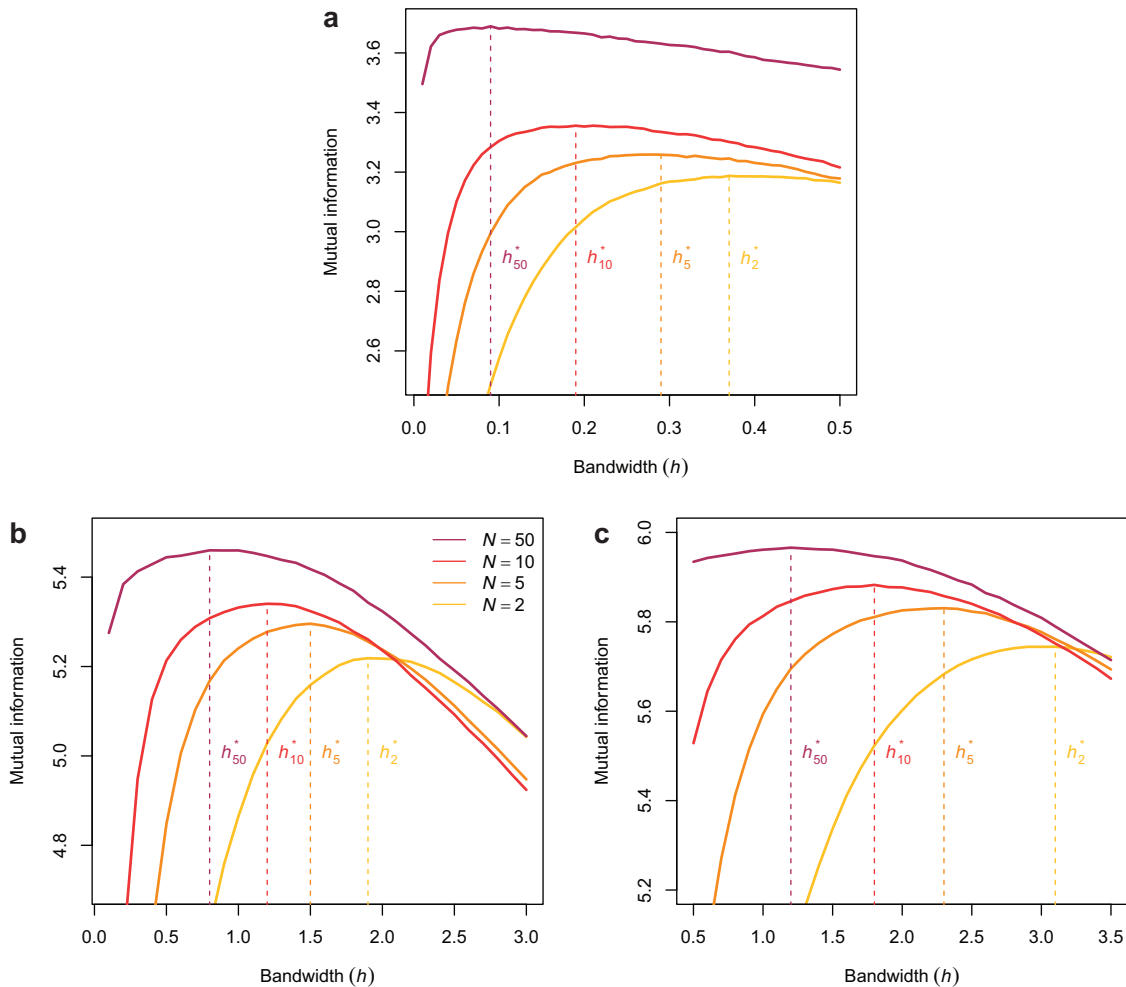 a
Mutual information
3.6
3.4
3.2
3.0
2.8
2.6
h*50
h*10
h*5
h*2
0.0 0.1 0.2 0.3 0.4 0.5
Bandwidth (h)
b
Mutual information
5.4
5.2
5.0
4.8
N = 50
N = 10
N = 5
N = 2
h*50
h*10
h*5
h*2
0.0 0.5 1.0 1.5 2.0 2.5 3.0
Bandwidth (h)
c
Mutual information
6.0
5.8
5.6
5.4
5.2
h*50
h*10
h*5
h*2
0.5 1.0 1.5 2.0 2.5 3.0 3.5
Bandwidth (h)